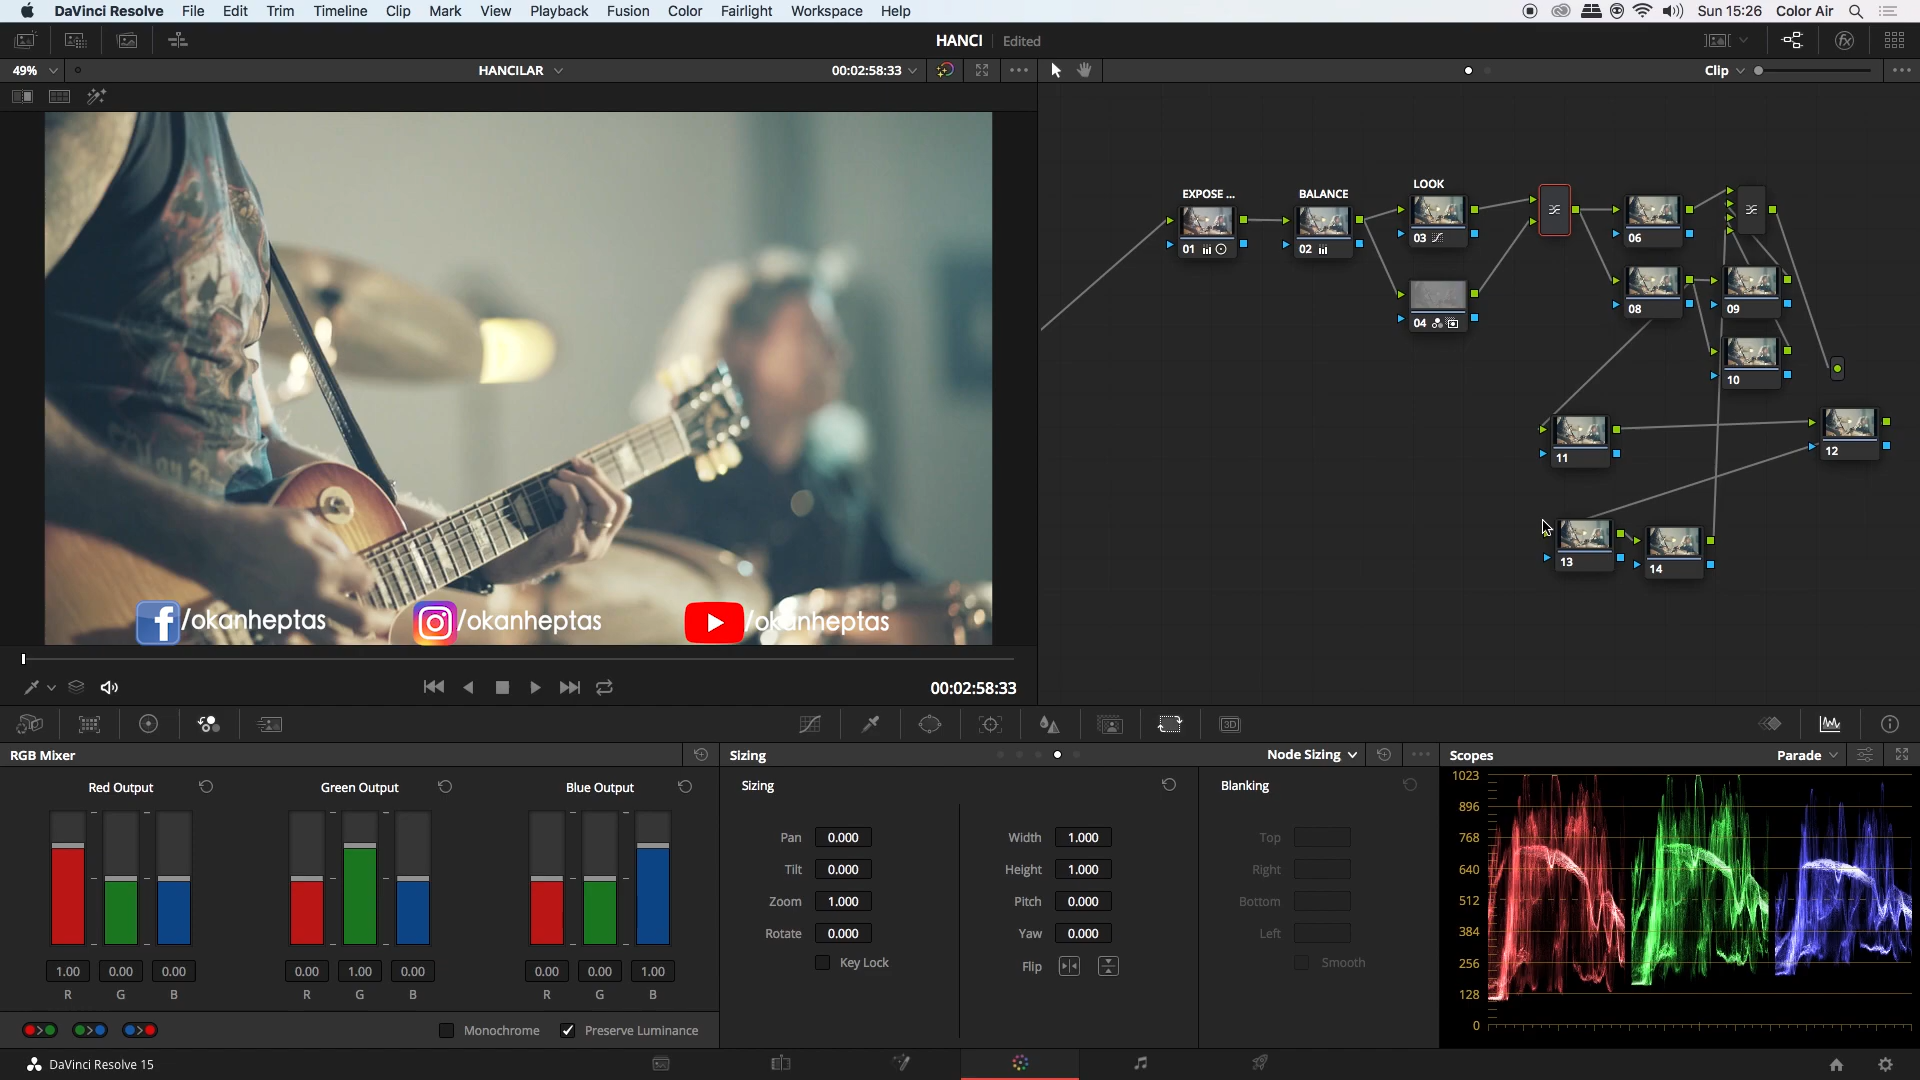 DaVinci Resolve File Edit Trim Timeline Clip Mark View Playback Fusion Color Fairlight Workspace Help Sun 15:26 Color Air
HANCI Edited
49% HANCILAR 00:02:58:33 Clip
EXPOSE ... BALANCE LOOK
01 02 03 06
04 08 09
10
11 12
13 14
f /okanheptas /okanheptas /okanheptas
00:02:58:33
3D
RGB Mixer Sizing Node Sizing Scopes Parade
Red Output Green Output Blue Output Sizing Blanking
Pan 0.000 Width 1.000 Top
Tilt 0.000 Height 1.000 Right
Zoom 1.000 Pitch 0.000 Bottom
Rotate 0.000 Yaw 0.000 Left
Key Lock Flip Smooth
1.00 0.00 0.00 0.00 1.00 0.00 0.00 0.00 1.00
R G B R G B R G B
Monochrome Preserve Luminance
1023
896
768
640
512
384
256
128
0
DaVinci Resolve 15